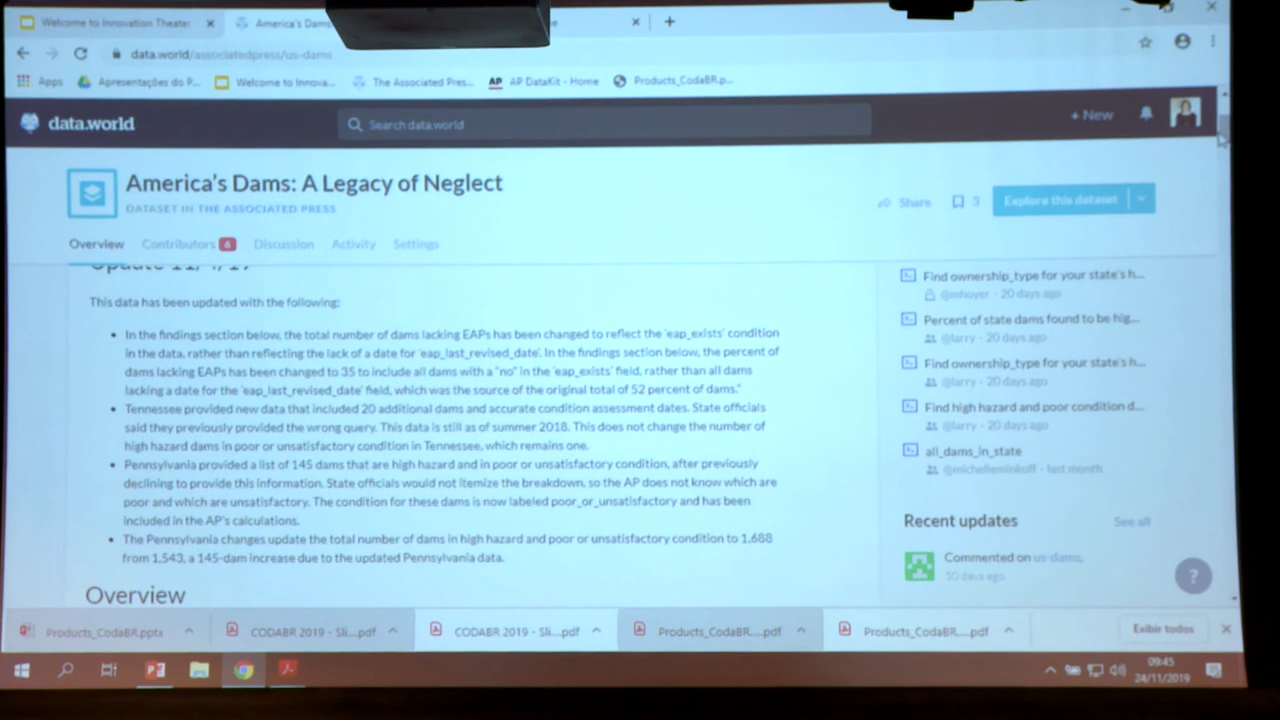 Welcome to Innovation Theater
America's Dams:
data.world/associatedpress/us-dams
Apps
Apresentações do P...
Welcome to Innova...
The Associated Pres...
AP
AP DataKit - Home
Products_CodaBR.p...
data.world
Search data.world
+ New
America's Dams: A Legacy of Neglect
DATASET IN THE ASSOCIATED PRESS
Share
3
Explore this dataset
Overview
Contributors
6
Discussion
Activity
Settings
This data has been updated with the following:
• In the findings section below, the total number of dams lacking EAPs has been changed to reflect the 'eap_exists' condition
in the data, rather than reflecting the lack of a date for 'eap_last_revised_date'. In the findings section below, the percent of
dams lacking EAPs has been changed to 35 to include all dams with a "no" in the 'eap_exists' field, rather than all dams
lacking a date for the 'eap_last_revised_date' field, which was the source of the original total of 52 percent of dams."
• Tennessee provided new data that included 20 additional dams and accurate condition assessment dates. State officials
said they previously provided the wrong query. This data is still as of summer 2018. This does not change the number of
high hazard dams in poor or unsatisfactory condition in Tennessee, which remains one.
• Pennsylvania provided a list of 145 dams that are high hazard and in poor or unsatisfactory condition, after previously
declining to provide this information. State officials would not itemize the breakdown, so the AP does not know which are
poor and which are unsatisfactory. The condition for these dams is now labeled poor_or_unsatisfactory and has been
included in the AP's calculations.
• The Pennsylvania changes update the total number of dams in high hazard and poor or unsatisfactory condition to 1,688
from 1,543, a 145-dam increase due to the updated Pennsylvania data.
Overview
Find ownership_type for your state's h...
@mhoyer - 20 days ago
Percent of state dams found to be hig...
@larry - 20 days ago
Find ownership_type for your state's h...
@larry - 20 days ago
Find high hazard and poor condition d...
@larry - 20 days ago
all_dams_in_state
@michelleminkoff - last month
Recent updates
See all
Commented on us-dams.
10 days ago
?
Products_CodaBR.pptx
CODABR 2019 - Sli....pdf
CODABR 2019 - Sli....pdf
Products_CodaBR....pdf
Products_CodaBR....pdf
Exibir todos
09:45
24/11/2019